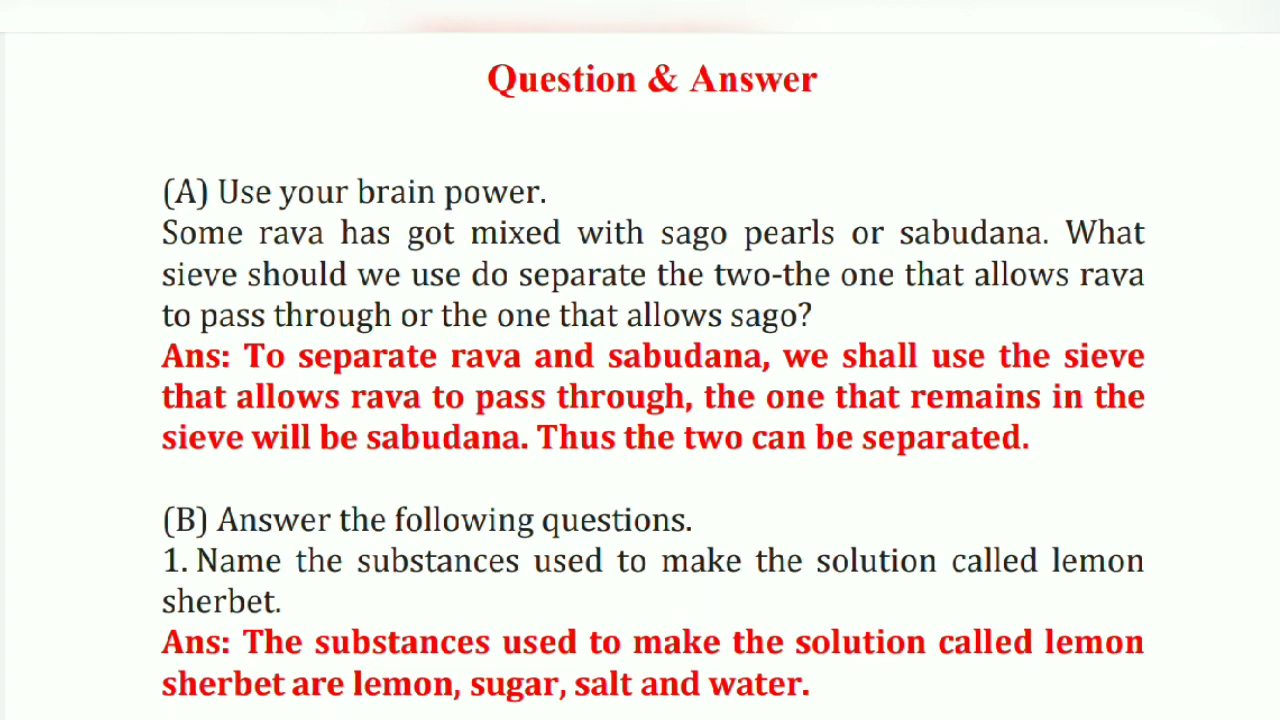 Question & Answer
(A) Use your brain power.
Some rava has got mixed with sago pearls or sabudana. What
sieve should we use do separate the two-the one that allows rava
to pass through or the one that allows sago?
Ans: To separate rava and sabudana, we shall use the sieve
that allows rava to pass through, the one that remains in the
sieve will be sabudana. Thus the two can be separated.
(B) Answer the following questions.
1. Name the substances used to make the solution called lemon
sherbet.
Ans: The substances used to make the solution called lemon
sherbet are lemon, sugar, salt and water.